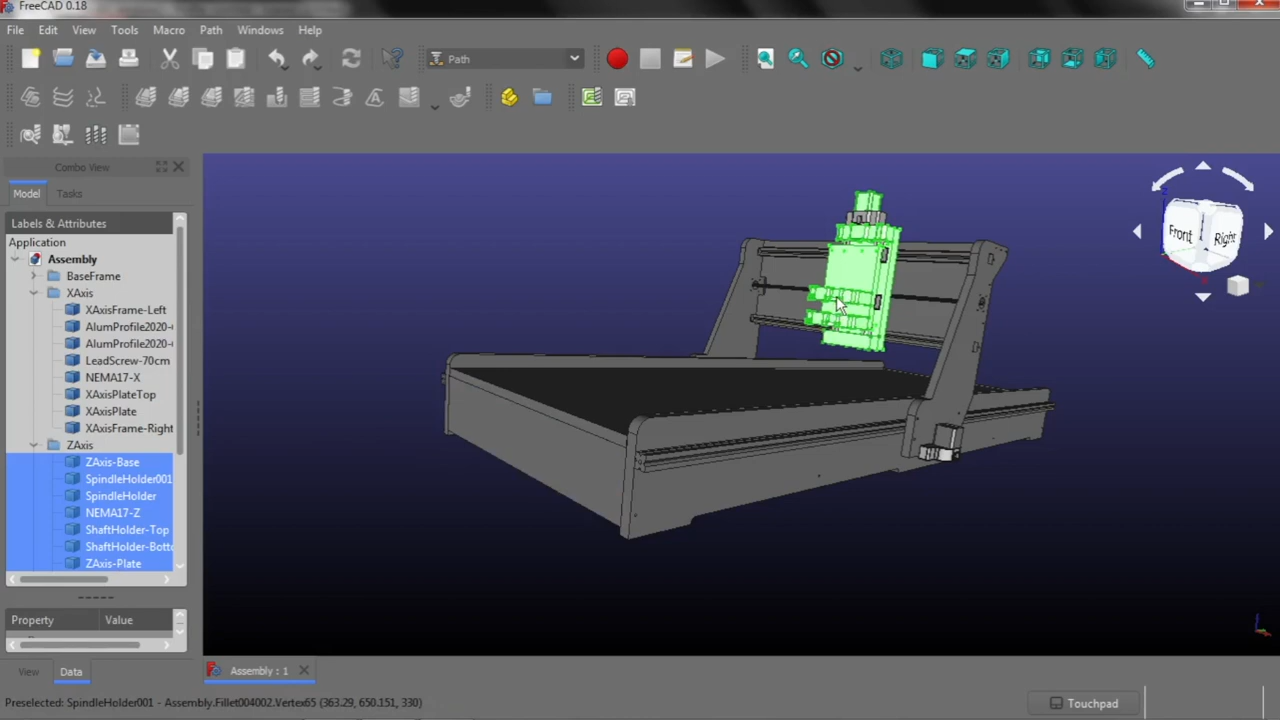 FreeCAD 0.18
File Edit View Tools Macro Path Windows Help
Path
Combo View
Model Tasks
Labels & Attributes
Application
Assembly
BaseFrame
XAxis
XAxisFrame-Left
AlumProfile2020-
AlumProfile2020-
LeadScrew-70cm
NEMA17-X
XAxisPlateTop
XAxisPlate
XAxisFrame-Right
ZAxis
ZAxis-Base
SpindleHolder001
SpindleHolder
NEMA17-Z
ShaftHolder-Top
ShaftHolder-Botto
ZAxis-Plate
Property Value
View Data
Front Right
Z
Assembly : 1
Preselected: SpindleHolder001 - Assembly.Fillet004002.Vertex65 (363.29, 650.151, 330)
Touchpad